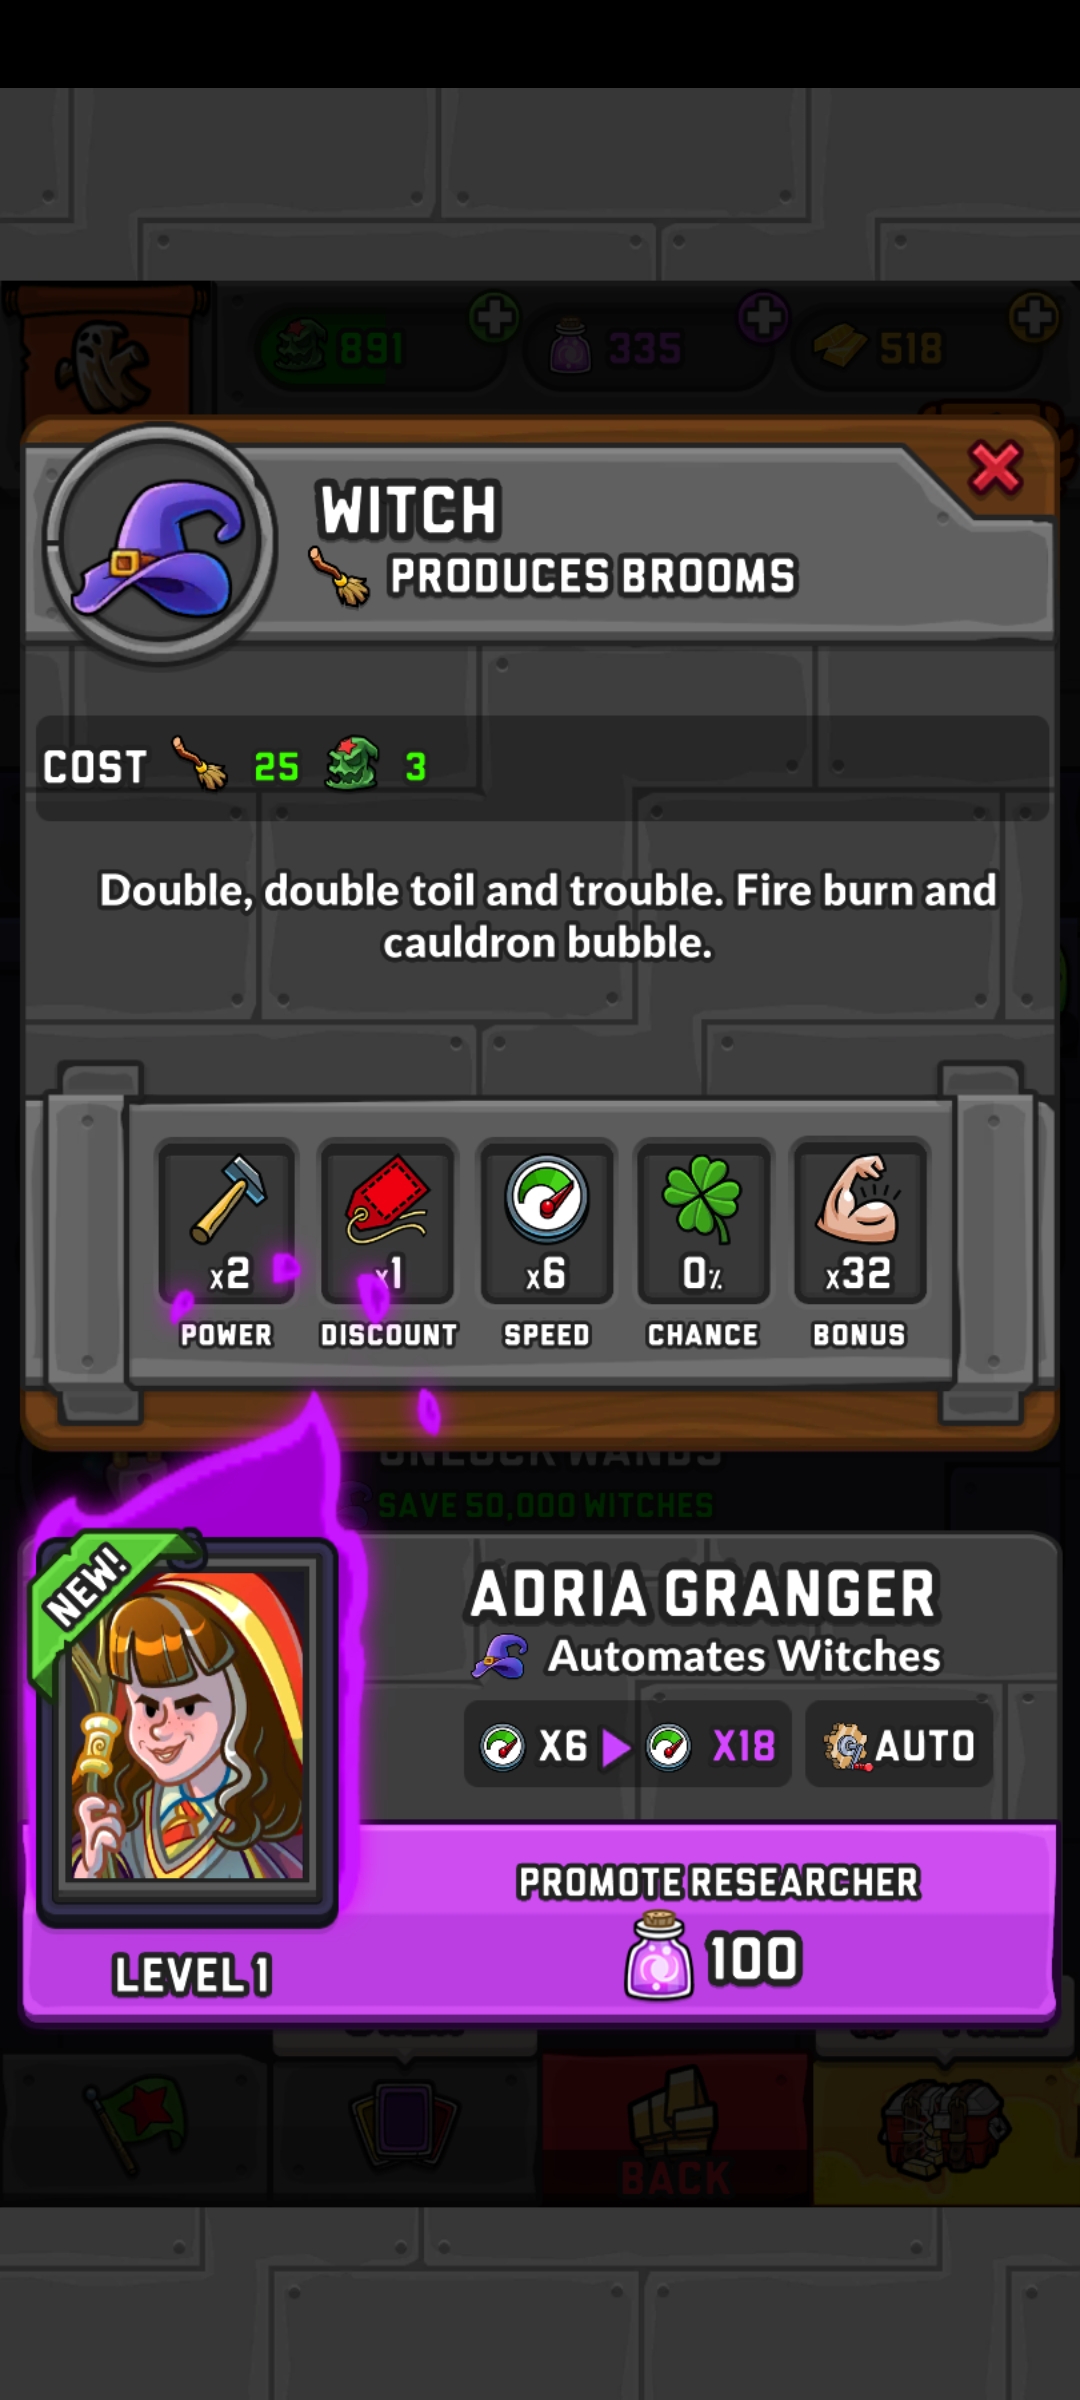 891 335 518
WITCH
PRODUCES BROOMS
COST 25 3
Double, double toil and trouble. Fire burn and
cauldron bubble.
x2 x1 x6 0% x32
POWER DISCOUNT SPEED CHANCE BONUS
UNLOCK WANDS
SAVE 50,000 WITCHES
NEW!
ADRIA GRANGER
Automates Witches
X6 X18 AUTO
PROMOTE RESEARCHER
100
LEVEL 1
BACK